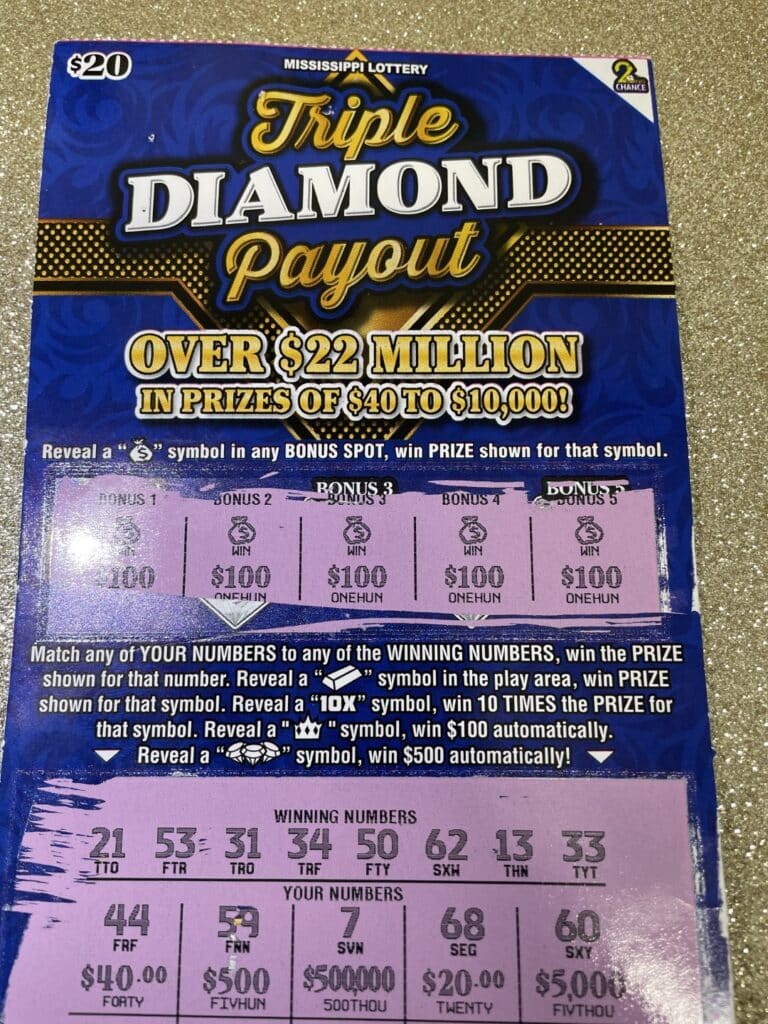 $20
MISSISSIPPI LOTTERY
2nd CHANCE
Triple
DIAMOND
Payout
OVER $22 MILLION
IN PRIZES OF $40 TO $10,000!
Reveal a “ ” symbol in any BONUS SPOT, win PRIZE shown for that symbol.
BONUS 3 BONUS 5
BONUS 1 BONUS 2 BONUS 3 BONUS 4 BONUS 5
WIN WIN WIN WIN WIN
$100 $100 $100 $100 $100
ONEHUN ONEHUN ONEHUN ONEHUN
Match any of YOUR NUMBERS to any of the WINNING NUMBERS, win the PRIZE
shown for that number. Reveal a “ ” symbol in the play area, win PRIZE
shown for that symbol. Reveal a “10X” symbol, win 10 TIMES the PRIZE for
that symbol. Reveal a " " symbol, win $100 automatically.
Reveal a “ ” symbol, win $500 automatically!
WINNING NUMBERS
21 53 31 34 50 62 13 33
TTO FTR TRO TRF FTY SXW THN TYT
YOUR NUMBERS
44 59 7 68 60
FRF FNN SVN SEG SXY
$40.00 $500 $500,000 $20.00 $5,000
FORTY FIVHUN 500THOU TWENTY FIVTHOU